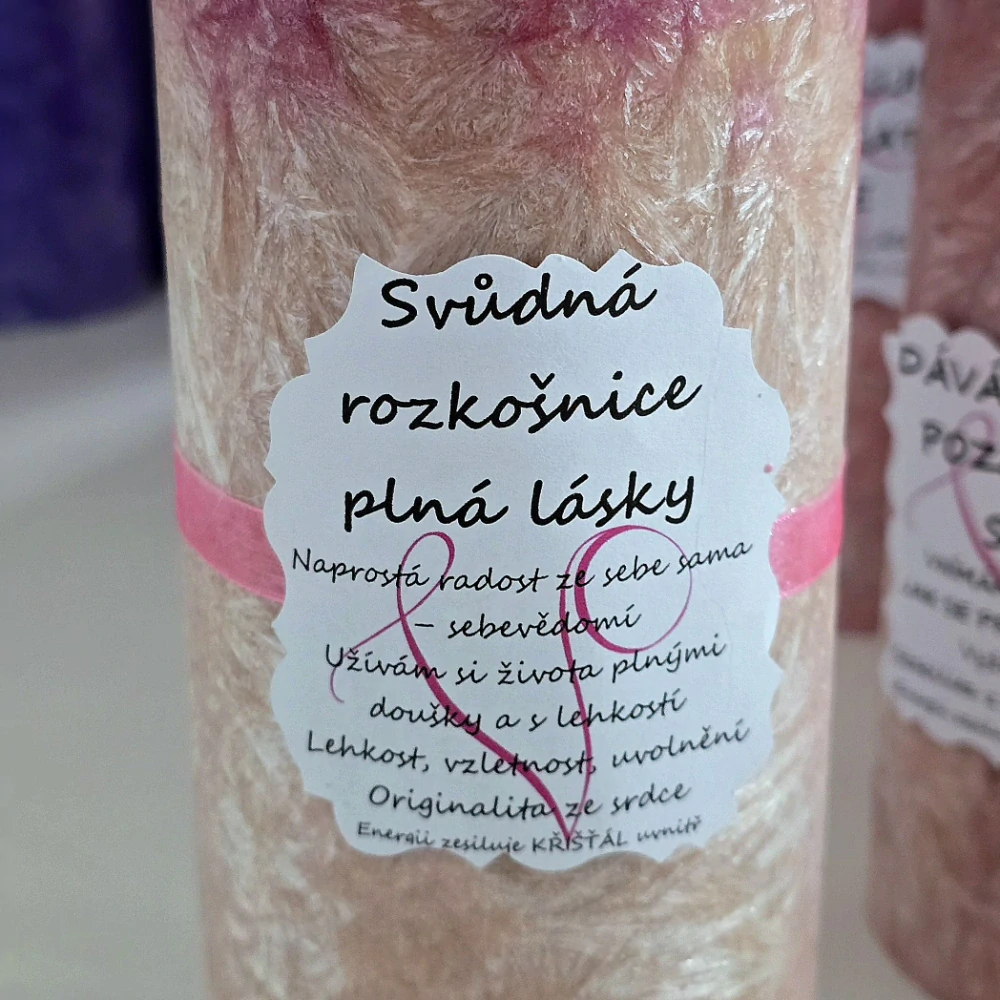 Svůdná
rozkošnice
plná lásky
Naprostá radost ze sebe sama
– sebevědomí
Užívám si života plnými
doušky a s lehkostí
Lehkost, vzletnost, uvolnění
Originalita ze srdce
Energii zesiluje KŘIŠŤÁL uvnitř